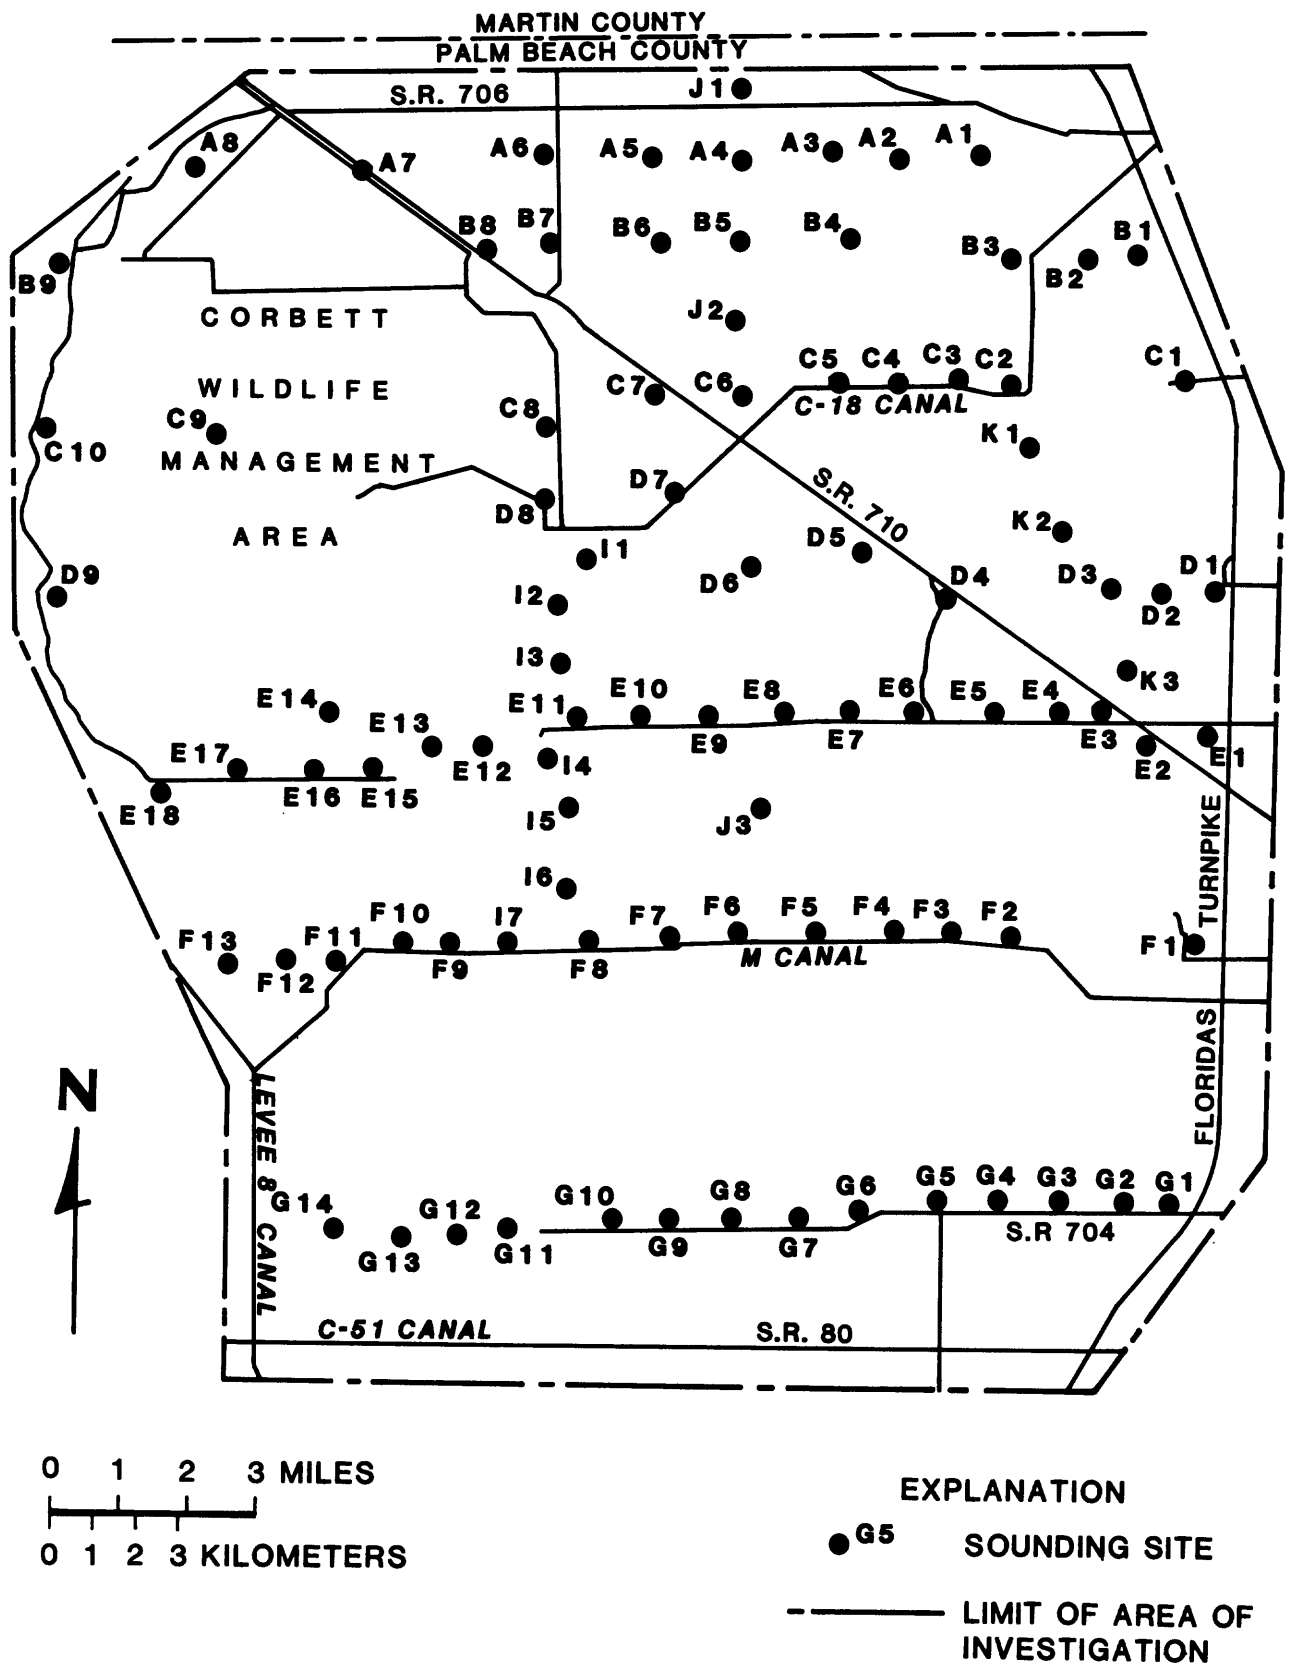 MARTIN COUNTY
PALM BEACH COUNTY
S.R. 706
J1
A8
A7
A6
A5
A4
A3
A2
A1
B8
B7
B6
B5
B4
B3
B2
B1
B9
CORBETT
J2
WILDLIFE
C10
C9
C8
C7
C6
C5
C4
C3
C2
C1
C-18 CANAL
K1
MANAGEMENT
D8
D7
S.R. 710
K2
AREA
I1
D9
I2
D6
D5
D4
D3
D2
D1
I3
K3
E14
E13
E11
E10
E9
E8
E7
E6
E5
E4
E3
E2
E1
E18
E17
E16
E15
E12
I4
I5
J3
I6
FLORIDAS TURNPIKE
F13
F12
F11
F10
F9
I7
F8
F7
F6
F5
F4
F3
F2
F1
M CANAL
N
LEVEE 8 CANAL
G14
G13
G12
G11
G10
G9
G8
G7
G6
G5
G4
G3
G2
G1
S.R 704
C-51 CANAL
S.R. 80
0 1 2 3 MILES
0 1 2 3 KILOMETERS
EXPLANATION
G5 SOUNDING SITE
LIMIT OF AREA OF
INVESTIGATION